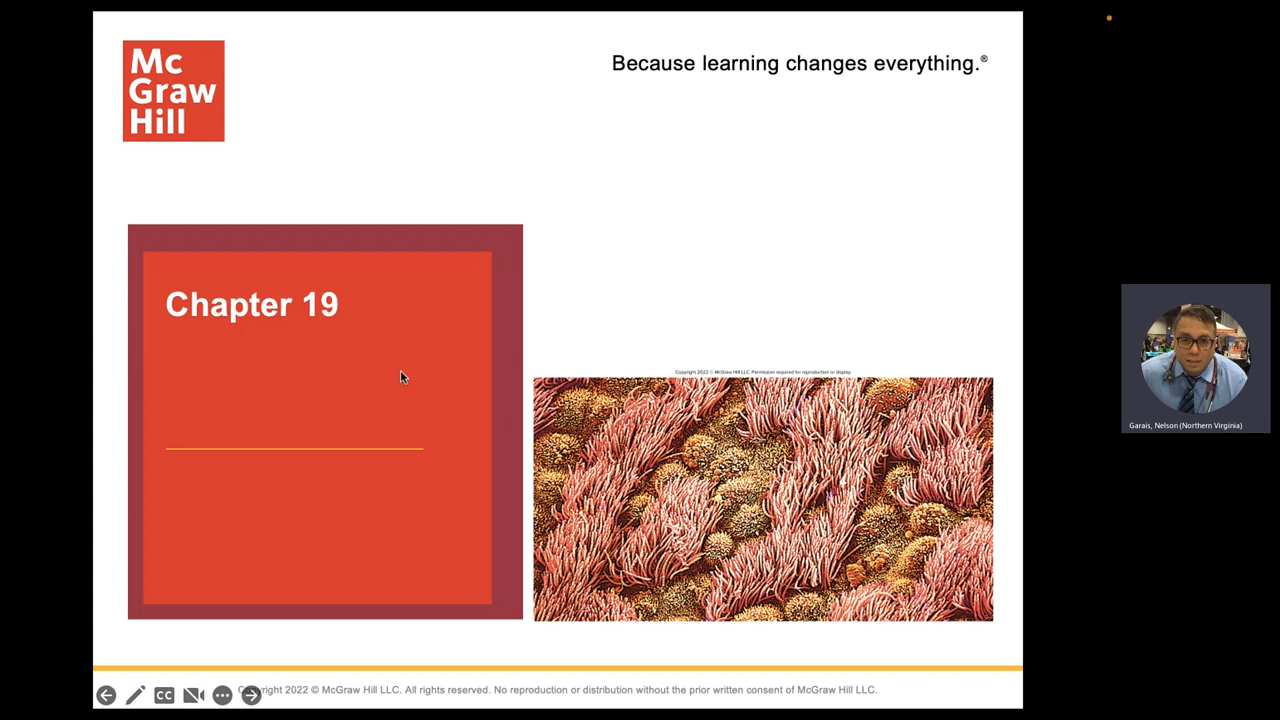 Mc
Graw
Hill
Because learning changes everything.®
Chapter 19
Copyright 2022 © McGraw Hill LLC. Permission required for reproduction or display.
Garais, Nelson (Northern Virginia)
CC
right 2022 © McGraw Hill LLC. All rights reserved. No reproduction or distribution without the prior written consent of McGraw Hill LLC.